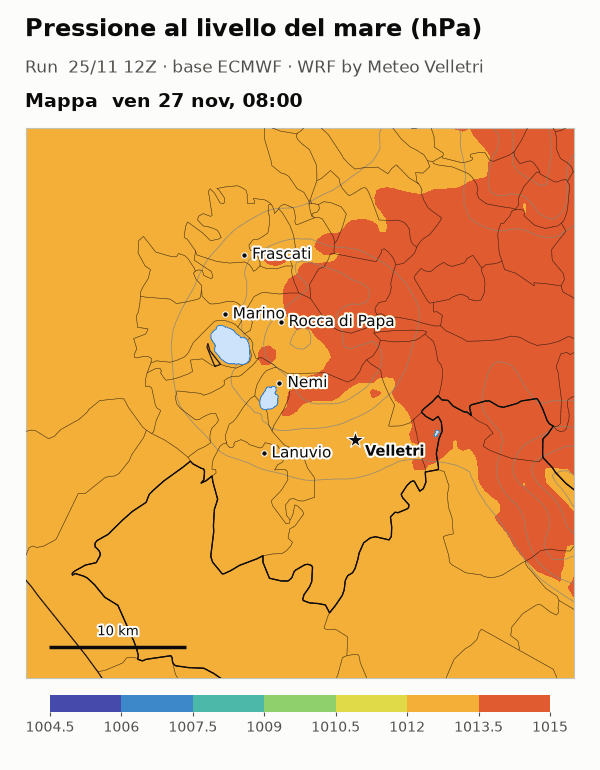 Pressione al livello del mare (hPa)
Run  25/11 12Z · base ECMWF · WRF by Meteo Velletri
Mappa  ven 27 nov, 08:00
Frascati
Marino
Rocca di Papa
Nemi
Velletri
Lanuvio
10 km
1004.5 1006 1007.5 1009 1010.5 1012 1013.5 1015